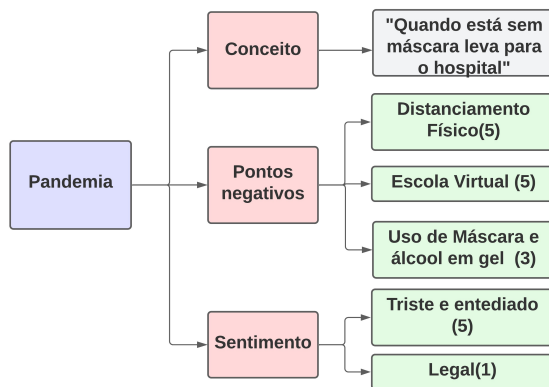 Pandemia
Conceito
"Quando está sem
máscara leva para
o hospital"
Pontos
negativos
Distanciamento
Físico(5)
Escola Virtual (5)
Uso de Máscara e
álcool em gel (3)
Sentimento
Triste e entediado
(5)
Legal(1)